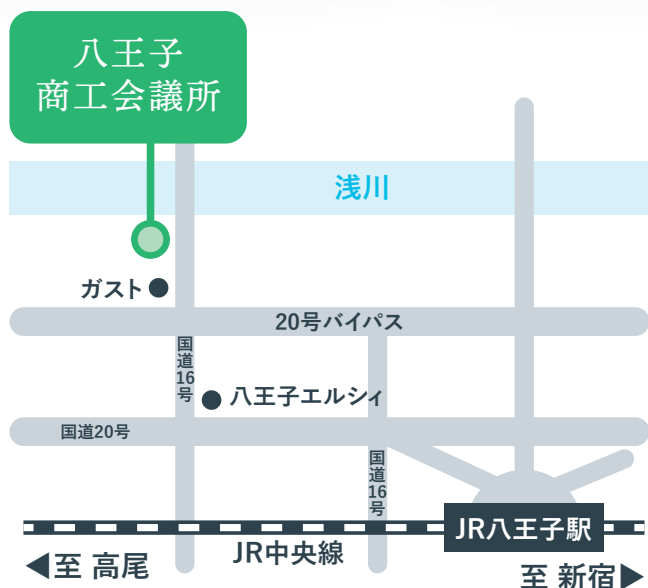 八王子
商工会議所
浅川
ガスト
20号バイパス
国道16号
八王子エルシィ
国道20号
国道16号
JR八王子駅
JR中央線
至 高尾
至 新宿